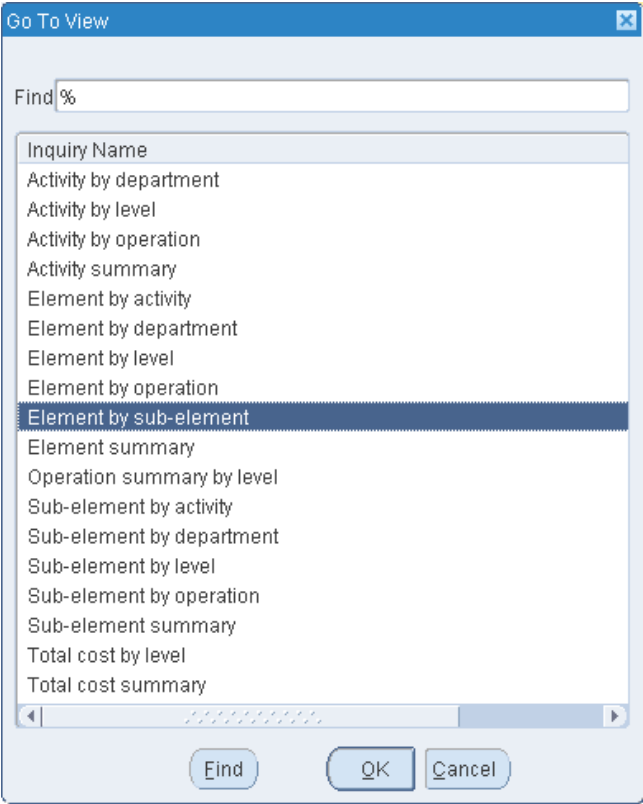 Go To View
Find %
Inquiry Name
Activity by department
Activity by level
Activity by operation
Activity summary
Element by activity
Element by department
Element by level
Element by operation
Element by sub-element
Element summary
Operation summary by level
Sub-element by activity
Sub-element by department
Sub-element by level
Sub-element by operation
Sub-element summary
Total cost by level
Total cost summary
Find OK Cancel